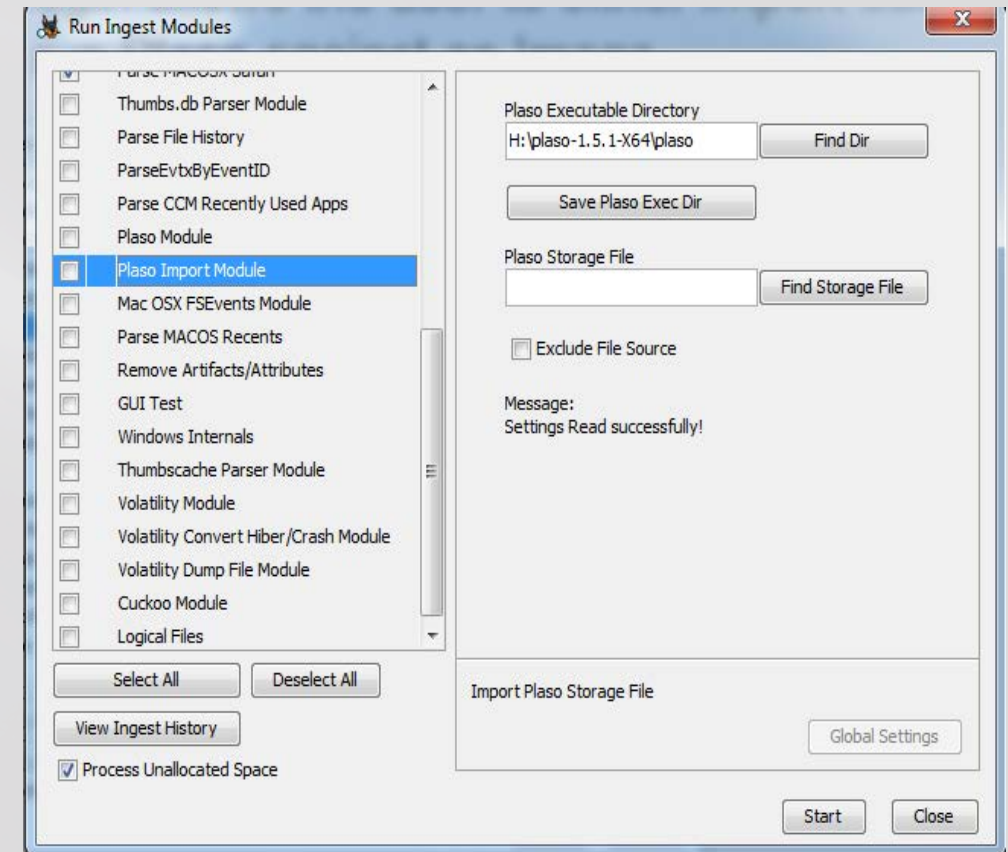 Run Ingest Modules
Parse MACOSX Safari
Thumbs.db Parser Module
Parse File History
ParseEvtxByEventID
Parse CCM Recently Used Apps
Plaso Module
Plaso Import Module
Mac OSX FSEvents Module
Parse MACOS Recents
Remove Artifacts/Attributes
GUI Test
Windows Internals
Thumbscache Parser Module
Volatility Module
Volatility Convert Hiber/Crash Module
Volatility Dump File Module
Cuckoo Module
Logical Files
Select All
Deselect All
View Ingest History
Process Unallocated Space
Plaso Executable Directory
H:\plaso-1.5.1-X64\plaso
Find Dir
Save Plaso Exec Dir
Plaso Storage File
Find Storage File
Exclude File Source
Message:
Settings Read successfully!
Import Plaso Storage File
Global Settings
Start
Close